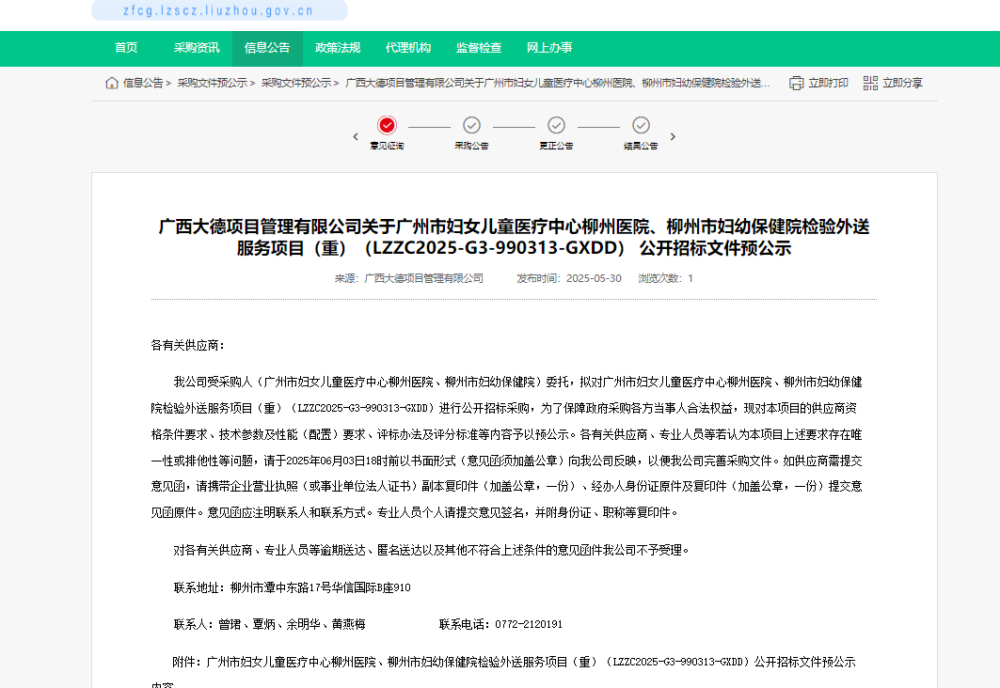 zfcg.lzscz.liuzhou.gov.cn
首页 采购资讯 信息公告 政策法规 代理机构 监督检查 网上办事
信息公告 > 采购文件预公示 > 采购文件预公示 > 广西大德项目管理有限公司关于广州市妇女儿童医疗中心柳州医院、柳州市妇幼保健院检验外送... 立即打印 立即分享
意见征询 采购公告 更正公告 结果公告
广西大德项目管理有限公司关于广州市妇女儿童医疗中心柳州医院、柳州市妇幼保健院检验外送
服务项目（重）（LZZC2025-G3-990313-GXDD） 公开招标文件预公示
来源：广西大德项目管理有限公司 发布时间：2025-05-30 浏览次数：1
各有关供应商：
我公司受采购人（广州市妇女儿童医疗中心柳州医院、柳州市妇幼保健院）委托，拟对广州市妇女儿童医疗中心柳州医院、柳州市妇幼保健
院检验外送服务项目（重）（LZZC2025-G3-990313-GXDD）进行公开招标采购，为了保障政府采购各方当事人合法权益，现对本项目的供应商资
格条件要求、技术参数及性能（配置）要求、评标办法及评分标准等内容予以预公示。各有关供应商、专业人员等若认为本项目上述要求存在唯
一性或排他性等问题，请于2025年06月03日18时前以书面形式（意见函须加盖公章）向我公司反映，以便我公司完善采购文件。如供应商需提交
意见函，请携带企业营业执照（或事业单位法人证书）副本复印件（加盖公章，一份）、经办人身份证原件及复印件（加盖公章，一份）提交意
见函原件。意见函应注明联系人和联系方式。专业人员个人请提交意见签名，并附身份证、职称等复印件。
对各有关供应商、专业人员等逾期送达、匿名送达以及其他不符合上述条件的意见函件我公司不予受理。
联系地址：柳州市潭中东路17号华信国际B座910
联系人：曾珺、覃炳、余明华、黄燕梅 联系电话：0772-2120191
附件：广州市妇女儿童医疗中心柳州医院、柳州市妇幼保健院检验外送服务项目（重）（LZZC2025-G3-990313-GXDD）公开招标文件预公示
内容